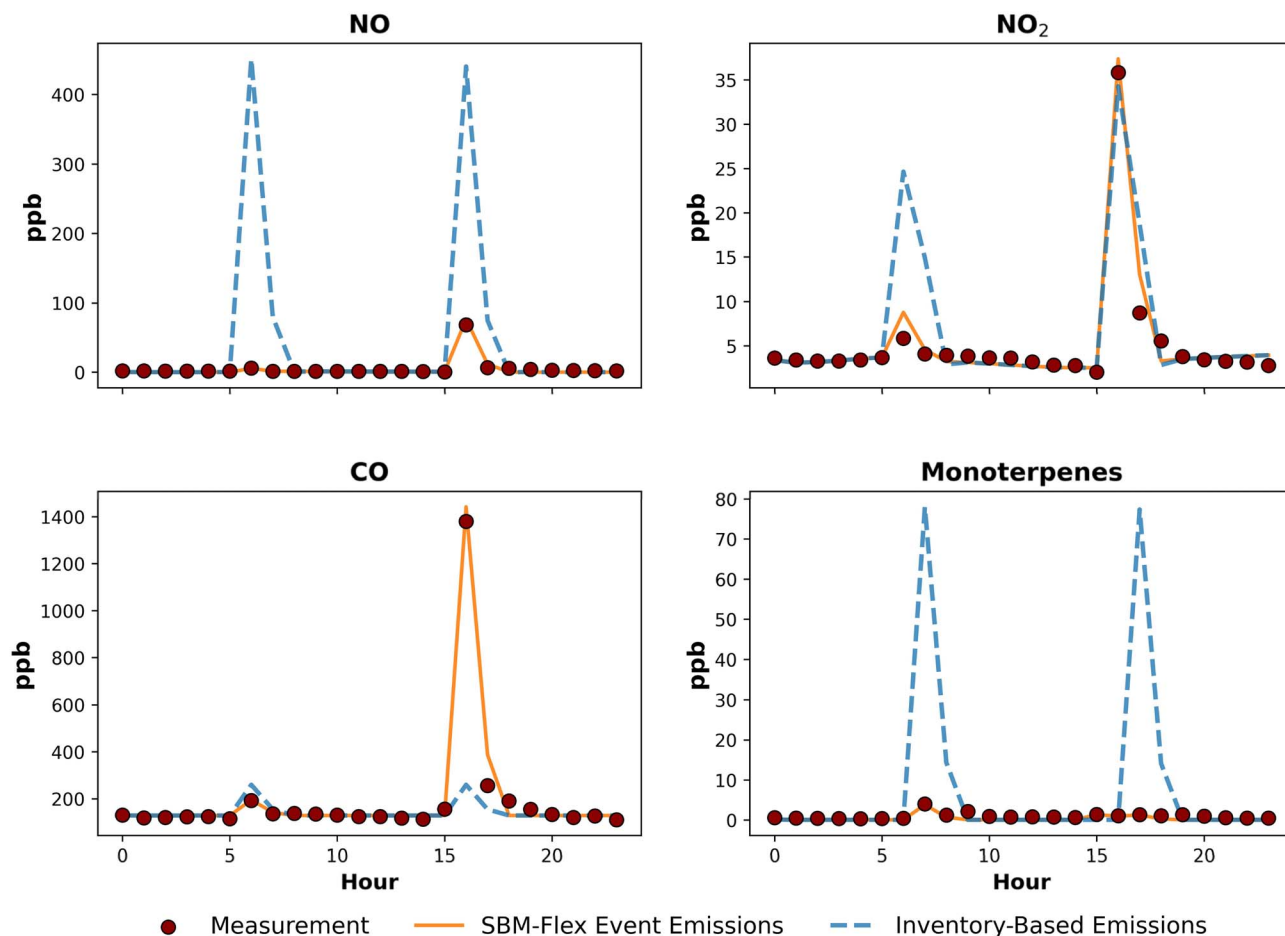 NO
NO₂
400
300
200
100
0
ppb
35
30
25
20
15
10
5
ppb
CO
Monoterpenes
1400
1200
1000
800
600
400
200
ppb
0 5 10 15 20
Hour
80
70
60
50
40
30
20
10
0
ppb
0 5 10 15 20
Hour
Measurement SBM-Flex Event Emissions Inventory-Based Emissions